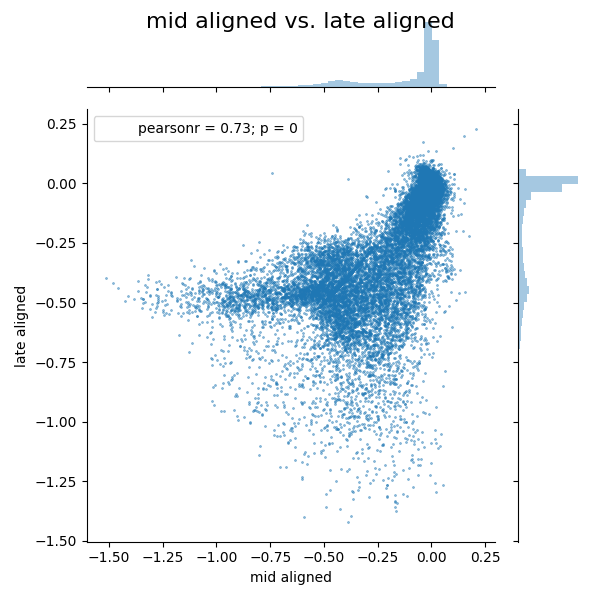 mid aligned vs. late aligned
pearsonr = 0.73; p = 0
0.25
0.00
−0.25
−0.50
−0.75
−1.00
−1.25
−1.50
late aligned
−1.50 −1.25 −1.00 −0.75 −0.50 −0.25 0.00 0.25
mid aligned